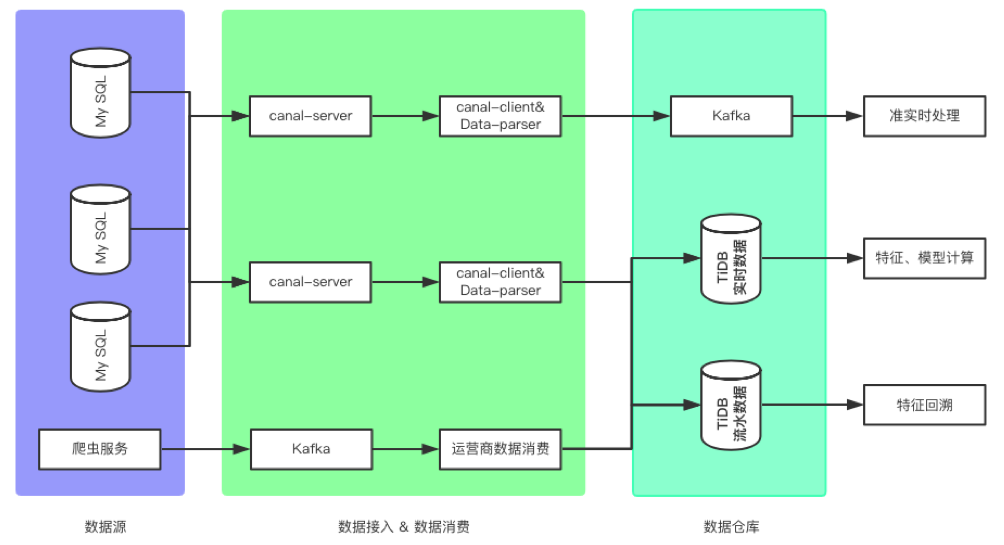 My SQL
canal-server
canal-client&
Data-parser
Kafka
准实时处理
My SQL
canal-server
canal-client&
Data-parser
TiDB
实时数据
特征、模型计算
My SQL
TiDB
流水数据
特征回溯
爬虫服务
Kafka
运营商数据消费
数据源
数据接入 & 数据消费
数据仓库